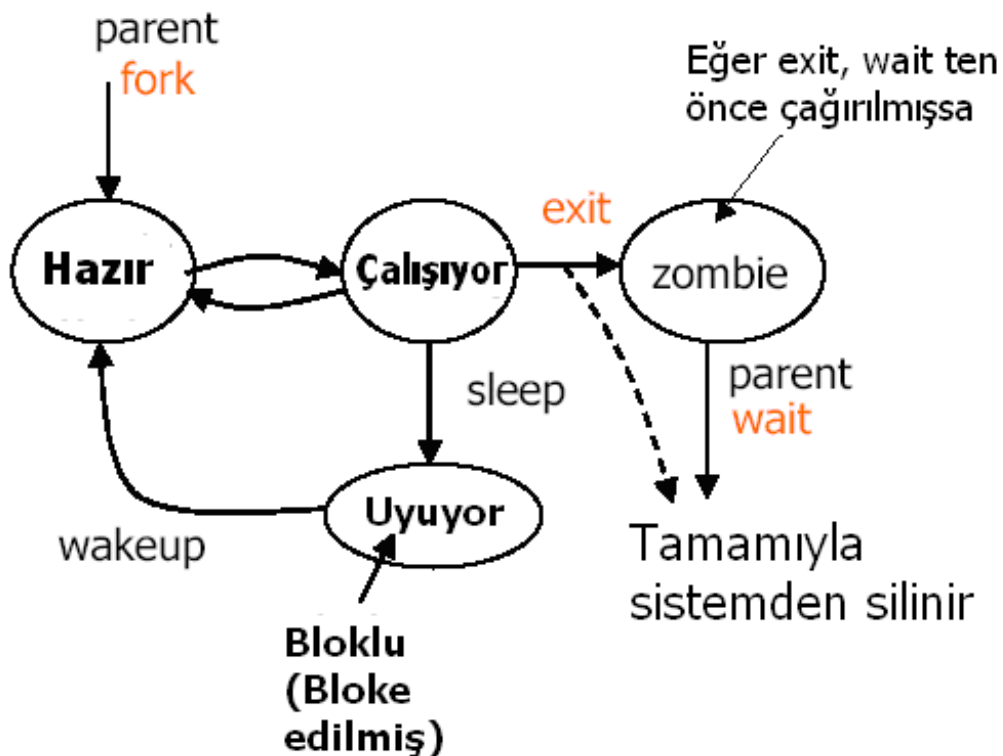 parent
fork
Eğer exit, wait ten
önce çağırılmışsa
exit
Hazır
Çalışıyor
zombie
sleep
parent
wait
Uyuyor
wakeup
Tamamıyla
sistemden silinir
Bloklu
(Bloke
edilmiş)